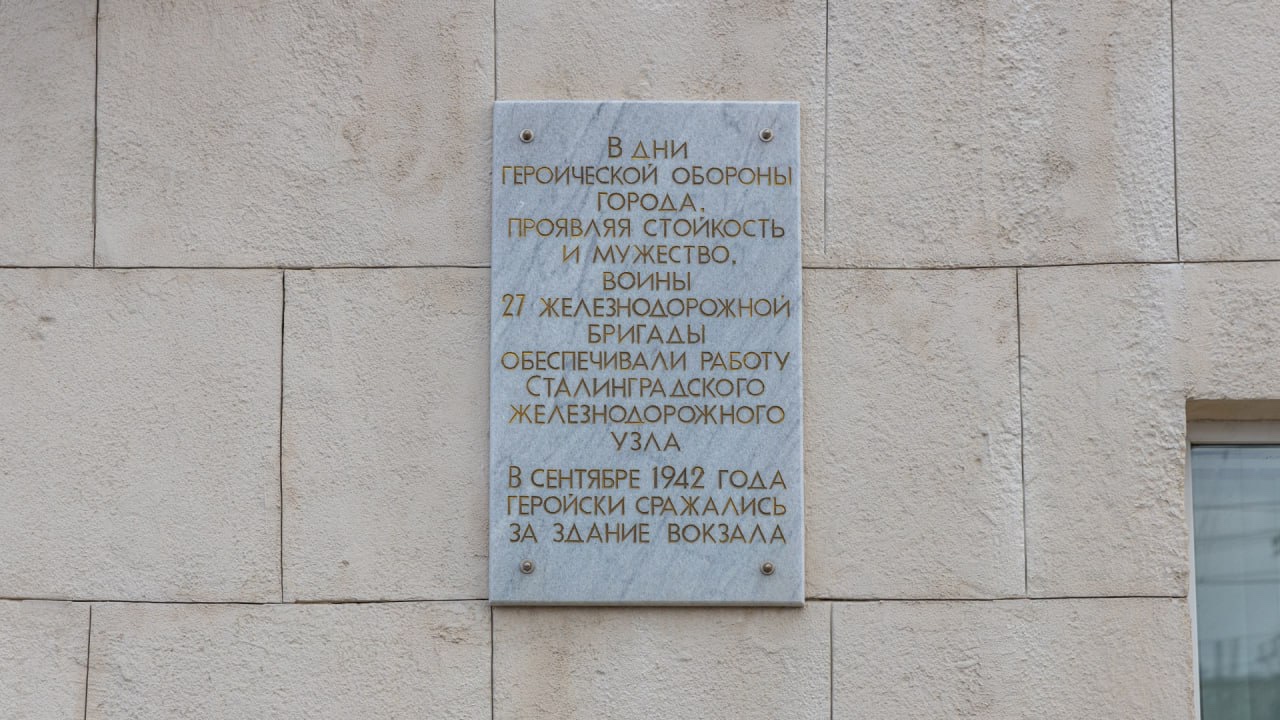 В дни
героической обороны
города,
проявляя стойкость
и мужество,
воины
27 железнодорожной
бригады
обеспечивали работу
Сталинградского
железнодорожного
узла
В сентябре 1942 года
геройски сражались
за здание вокзала